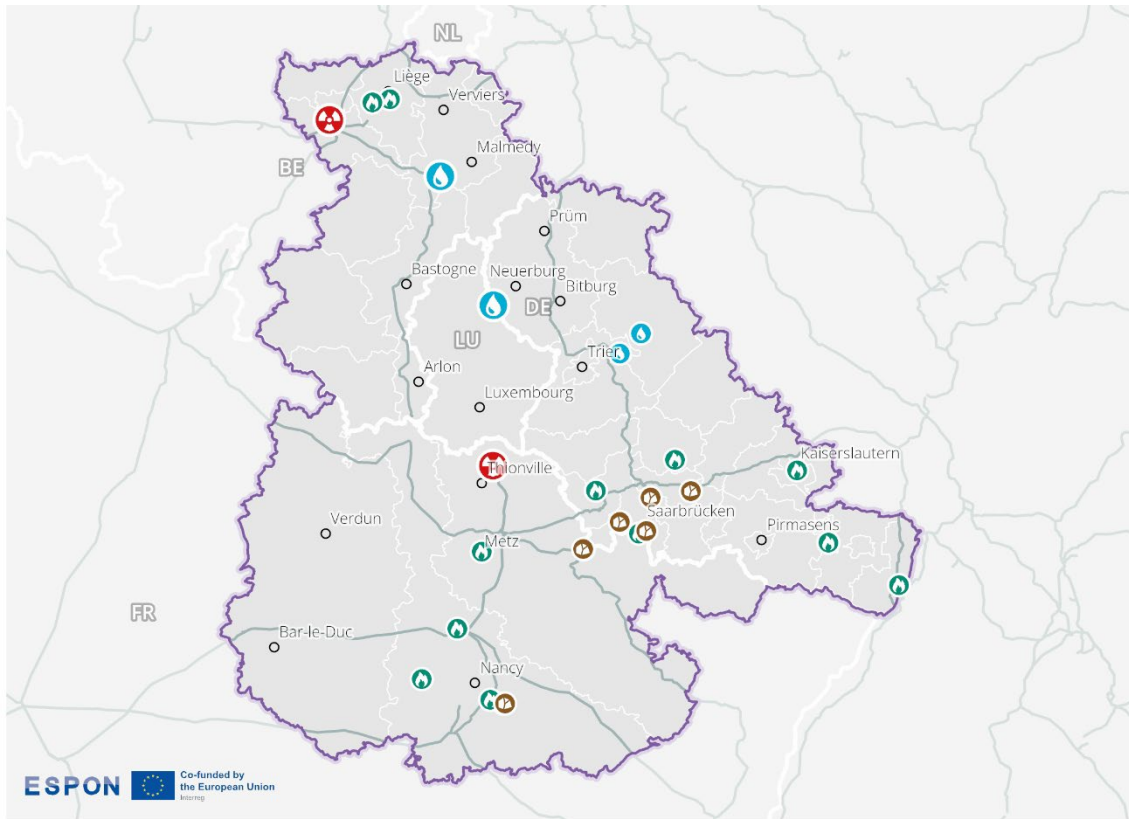 NL
Liège
Verviers
Malmedy
BE
Prüm
Bastogne
Neuerburg
Bitburg
DE
LU
Trier
Arlon
Luxembourg
Thionville
Kaiserslautern
Verdun
Saarbrücken
Metz
Pirmasens
FR
Bar-le-Duc
Nancy
ESPON
Co-funded by
the European Union
Interreg